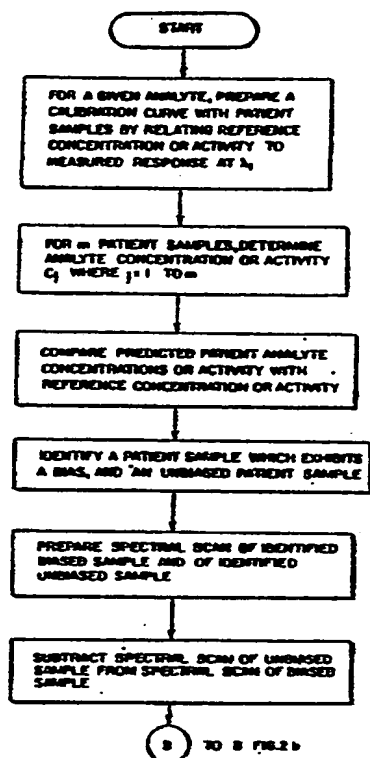 START
FOR A GIVEN ANALYTE, PREPARE A
CALIBRATION CURVE WITH PATIENT
SAMPLES BY RELATING REFERENCE
CONCENTRATION OR ACTIVITY TO
MEASURED RESPONSE AT λ₁
FOR m PATIENT SAMPLES, DETERMINE
ANALYTE CONCENTRATION OR ACTIVITY
Cj WHERE j = 1 TO m
COMPARE PREDICTED PATIENT ANALYTE
CONCENTRATIONS OR ACTIVITY WITH
REFERENCE CONCENTRATION OR ACTIVITY
IDENTIFY A PATIENT SAMPLE WHICH EXHIBITS
A BIAS, AND AN UNBIASED PATIENT SAMPLE
PREPARE SPECTRAL SCAN OF IDENTIFIED
BIASED SAMPLE AND OF IDENTIFIED
UNBIASED SAMPLE
SUBTRACT SPECTRAL SCAN OF UNBIASED
SAMPLE FROM SPECTRAL SCAN OF BIASED
SAMPLE
B TO B FIG.2b